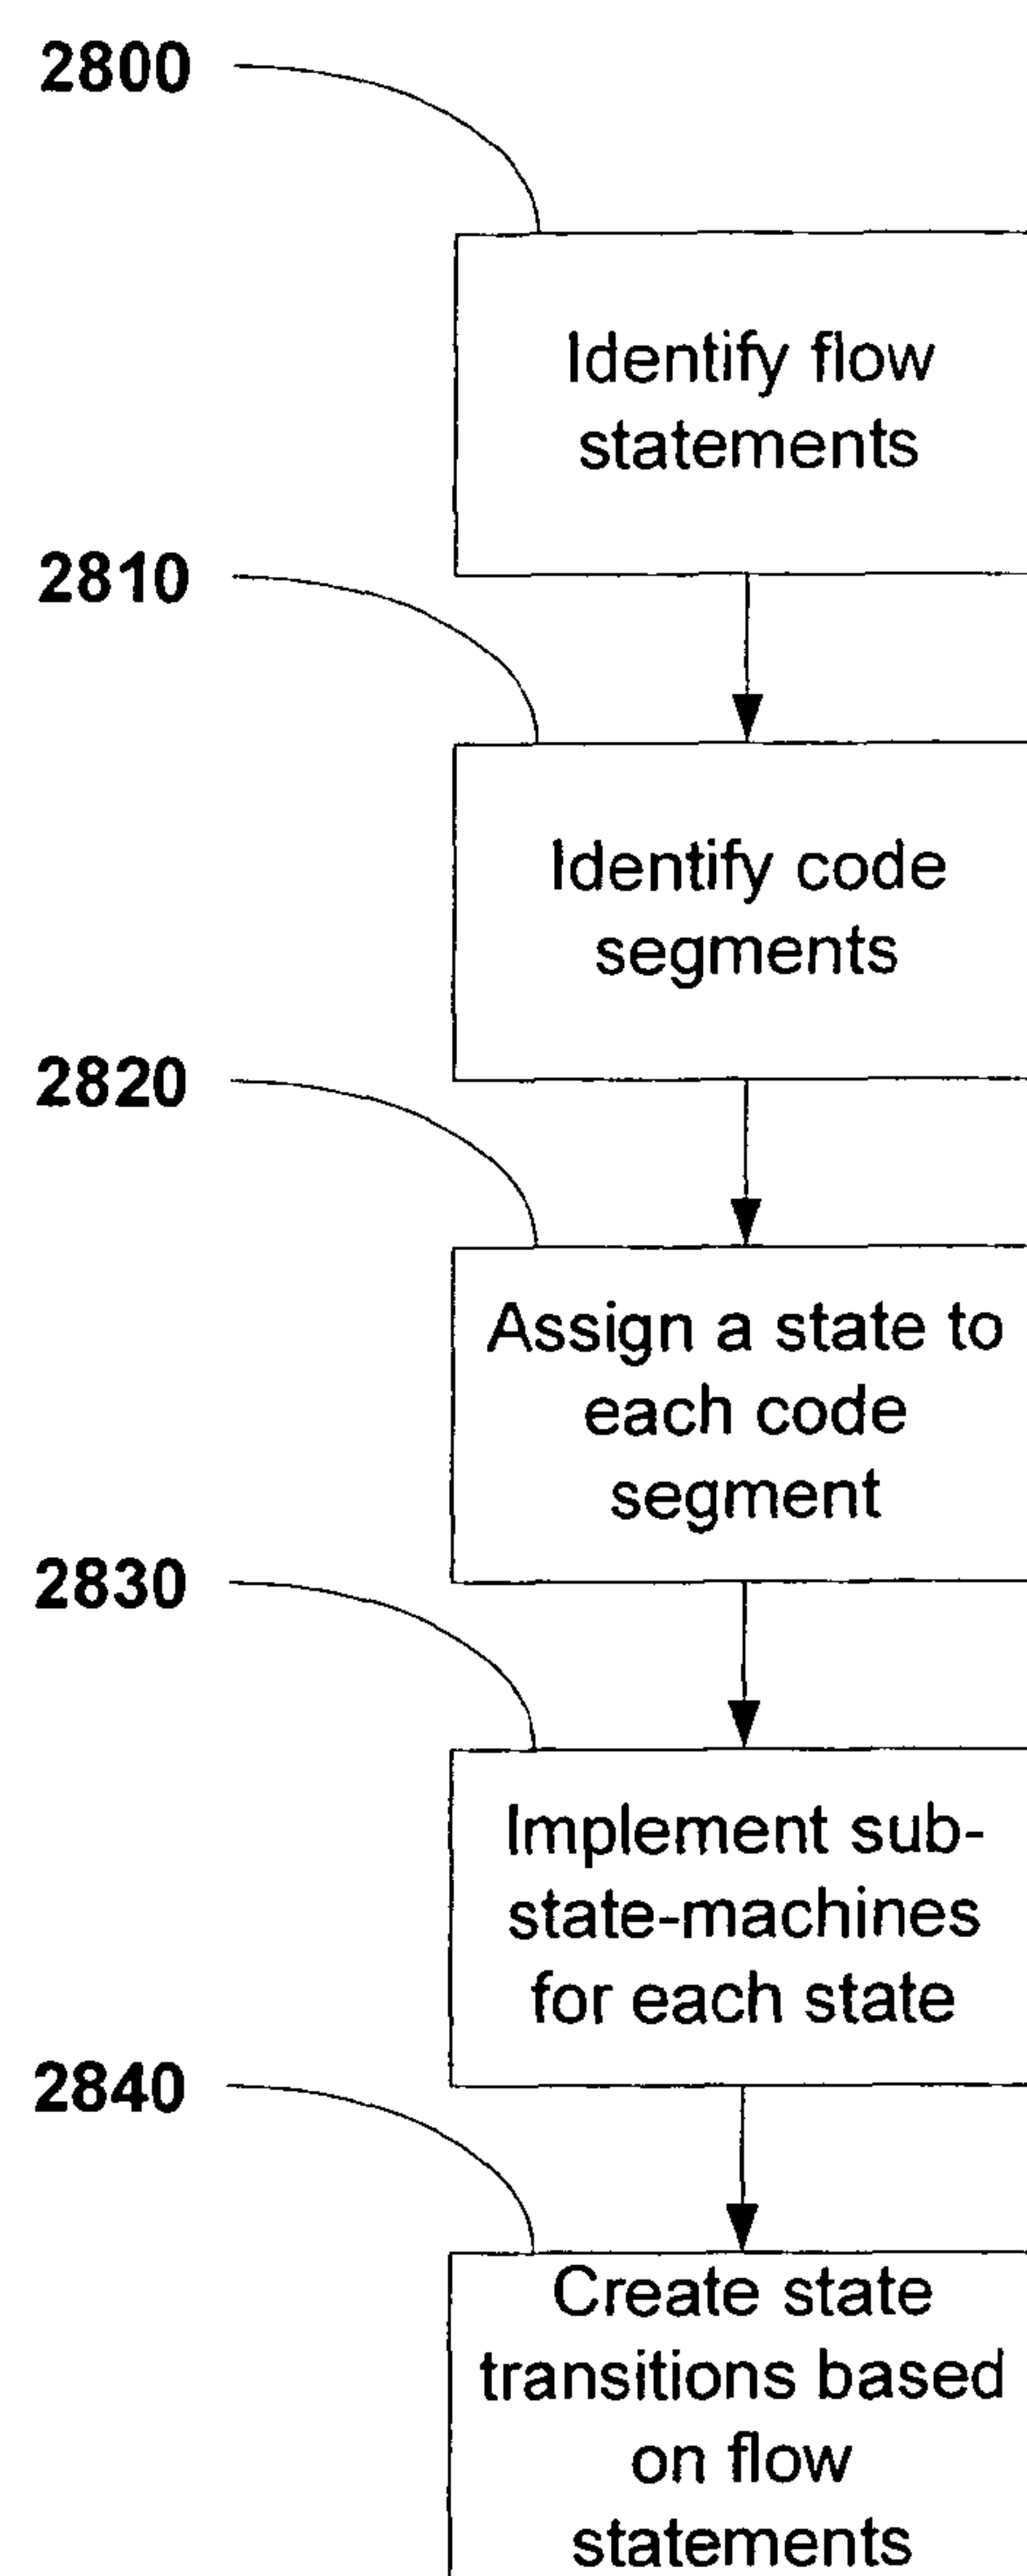 2800
Identify flow
statements
2810
Identify code
segments
2820
Assign a state to
each code
segment
2830
Implement sub-
state-machines
for each state
2840
Create state
transitions based
on flow
statements